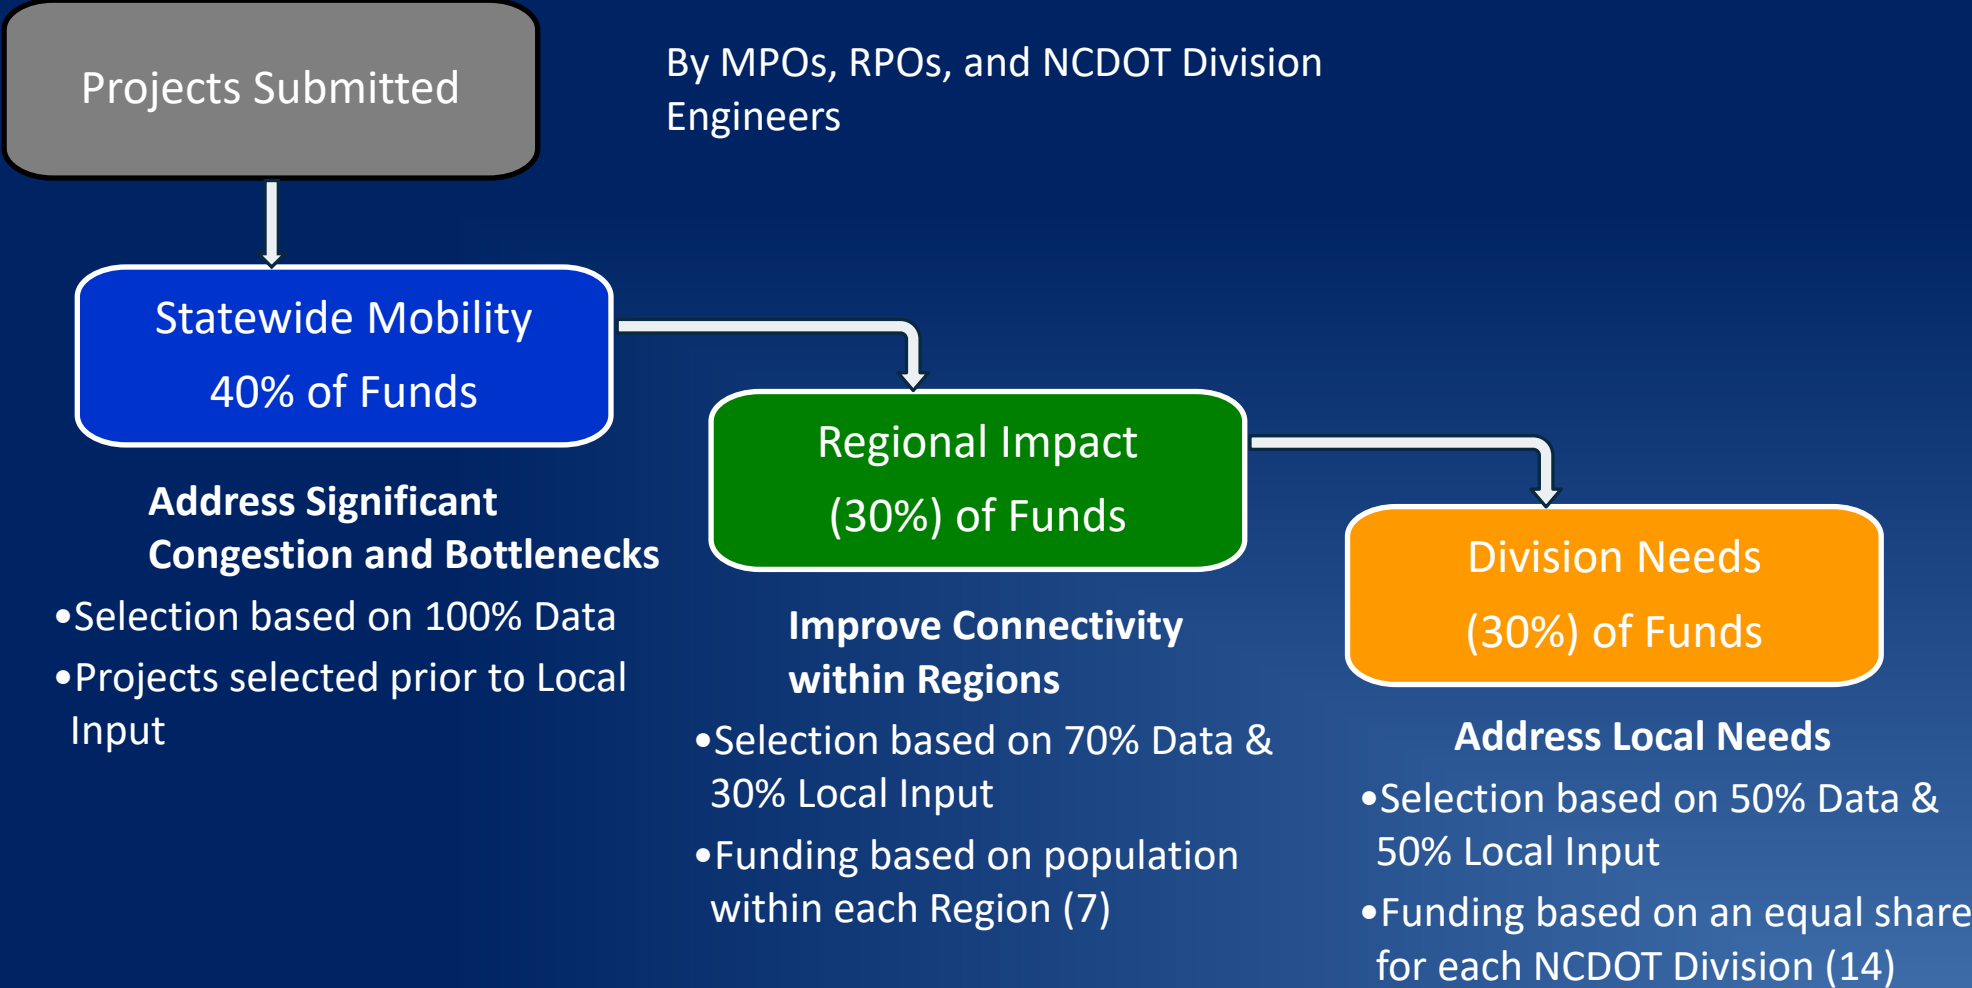 Projects Submitted
By MPOs, RPOs, and NCDOT Division
Engineers
Statewide Mobility
40% of Funds
Address Significant
Congestion and Bottlenecks
•Selection based on 100% Data
•Projects selected prior to Local
Input
Regional Impact
(30%) of Funds
Improve Connectivity
within Regions
•Selection based on 70% Data &
30% Local Input
•Funding based on population
within each Region (7)
Division Needs
(30%) of Funds
Address Local Needs
•Selection based on 50% Data &
50% Local Input
•Funding based on an equal share
for each NCDOT Division (14)